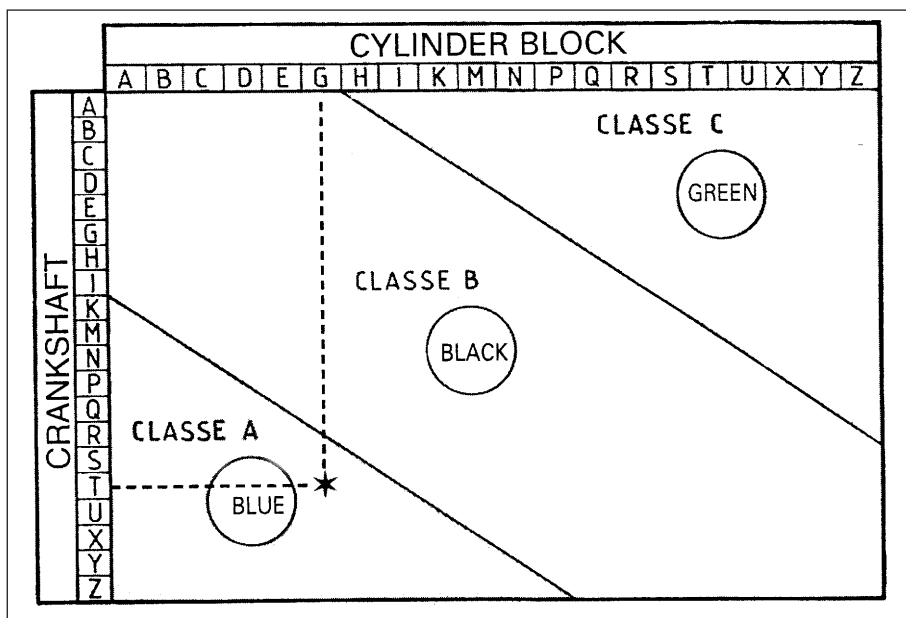 CYLINDER BLOCK
A B C D E G H I K M N P Q R S T U X Y Z
CRANKSHAFT
A
B
C
D
E
G
H
I
K
M
N
P
Q
R
S
T
U
X
Y
Z
CLASSE C
GREEN
CLASSE B
BLACK
CLASSE A
BLUE